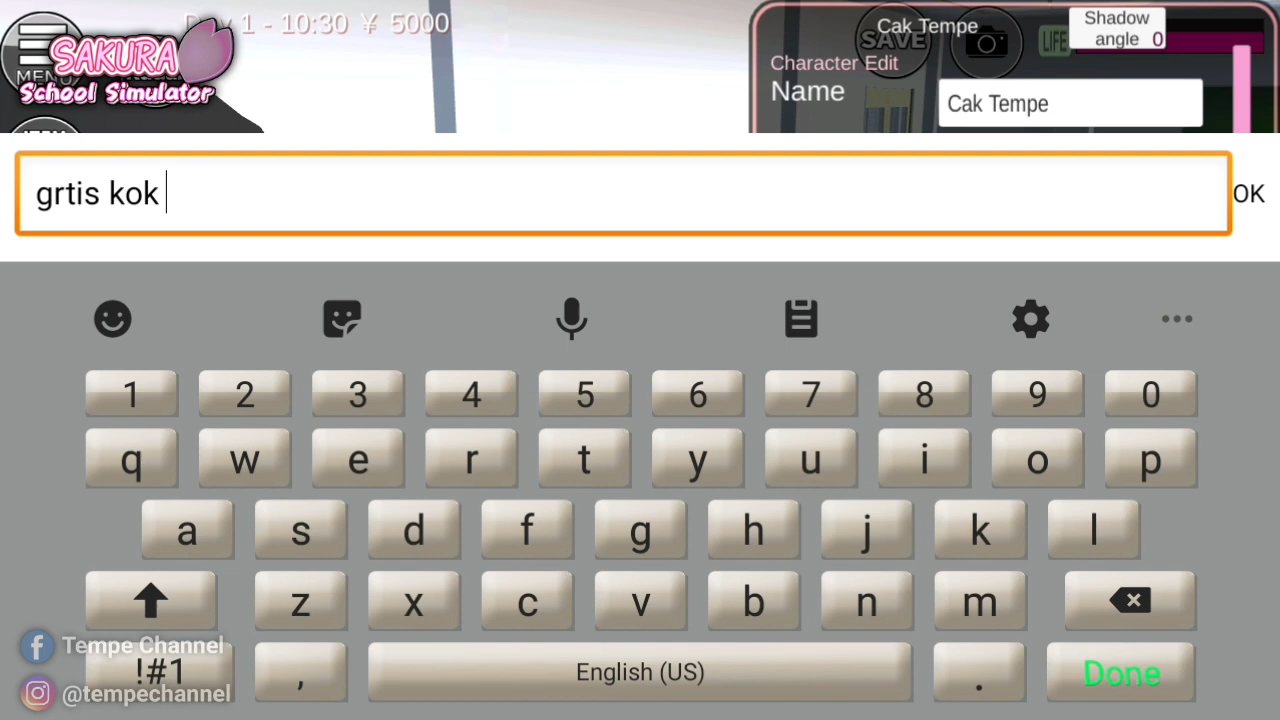 Day 1 - 10:30 ¥ 5000
MENU
SAKURA
School Simulator
SAVE
LIFE
Cak Tempe
Shadow
angle 0
Character Edit
Name
Cak Tempe
grtis kok
OK
1 2 3 4 5 6 7 8 9 0
q w e r t y u i o p
a s d f g h j k l
z x c v b n m
!#1 , English (US) . Done
Tempe Channel
@tempechannel